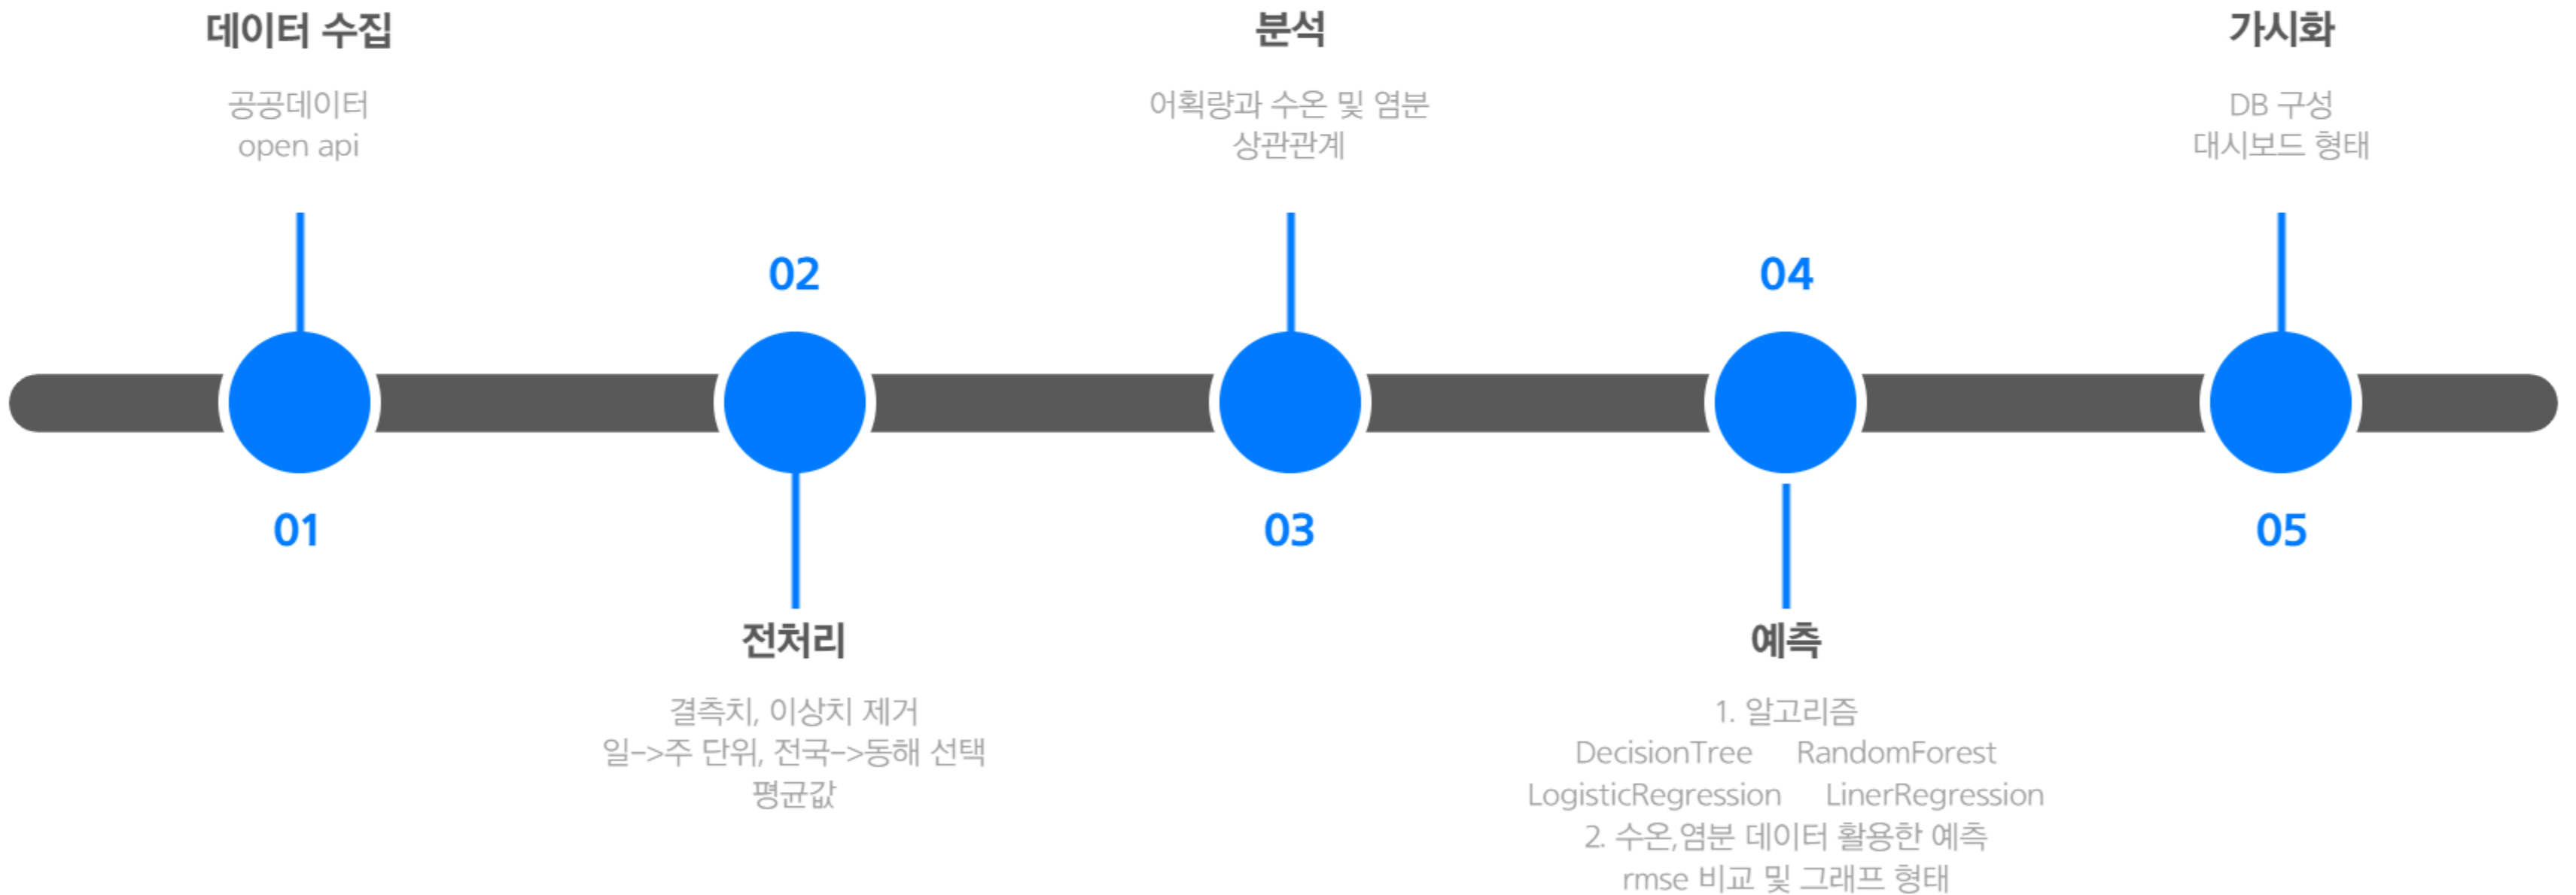 데이터 수집
공공데이터
open api
01
02
전처리
결측치, 이상치 제거
일->주 단위, 전국->동해 선택
평균값
분석
어획량과 수온 및 염분
상관관계
03
04
예측
1. 알고리즘
DecisionTree RandomForest
LogisticRegression LinerRegression
2. 수온,염분 데이터 활용한 예측
rmse 비교 및 그래프 형태
가시화
DB 구성
대시보드 형태
05